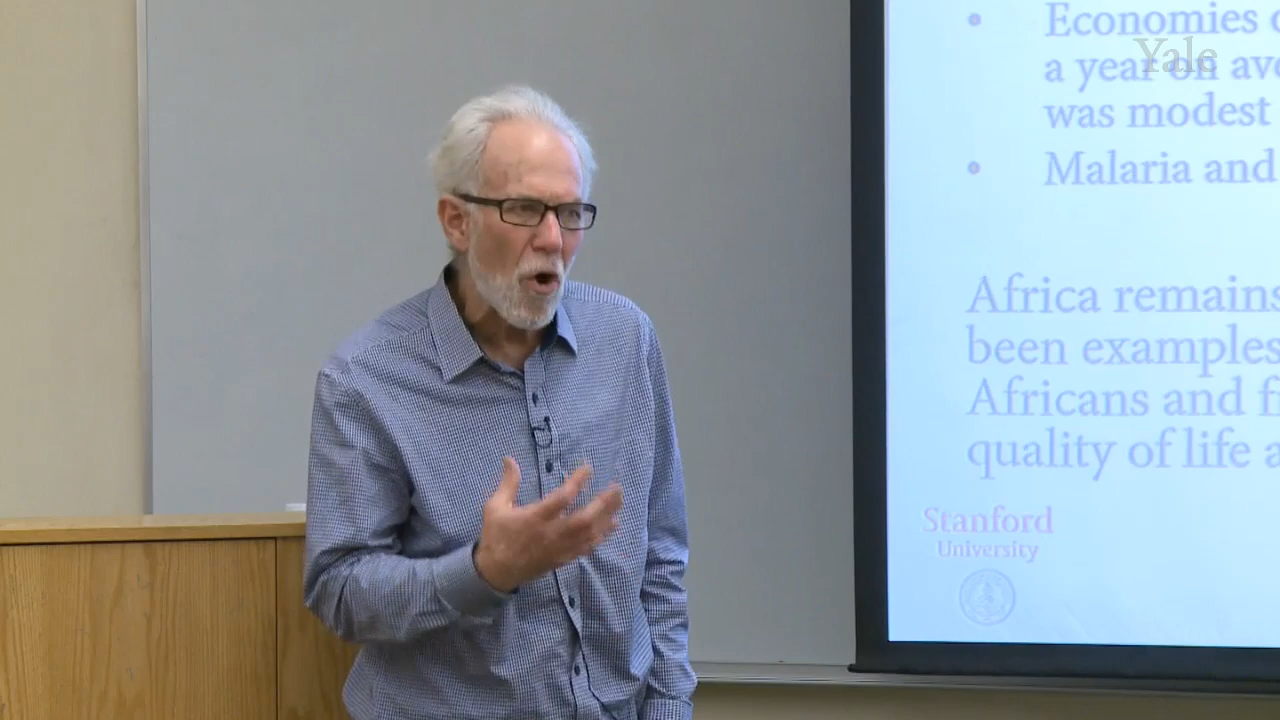 Economies
Yale
a year on
was modest
Malaria and
Africa remains
been examples
Africans and
quality of life
Stanford
University